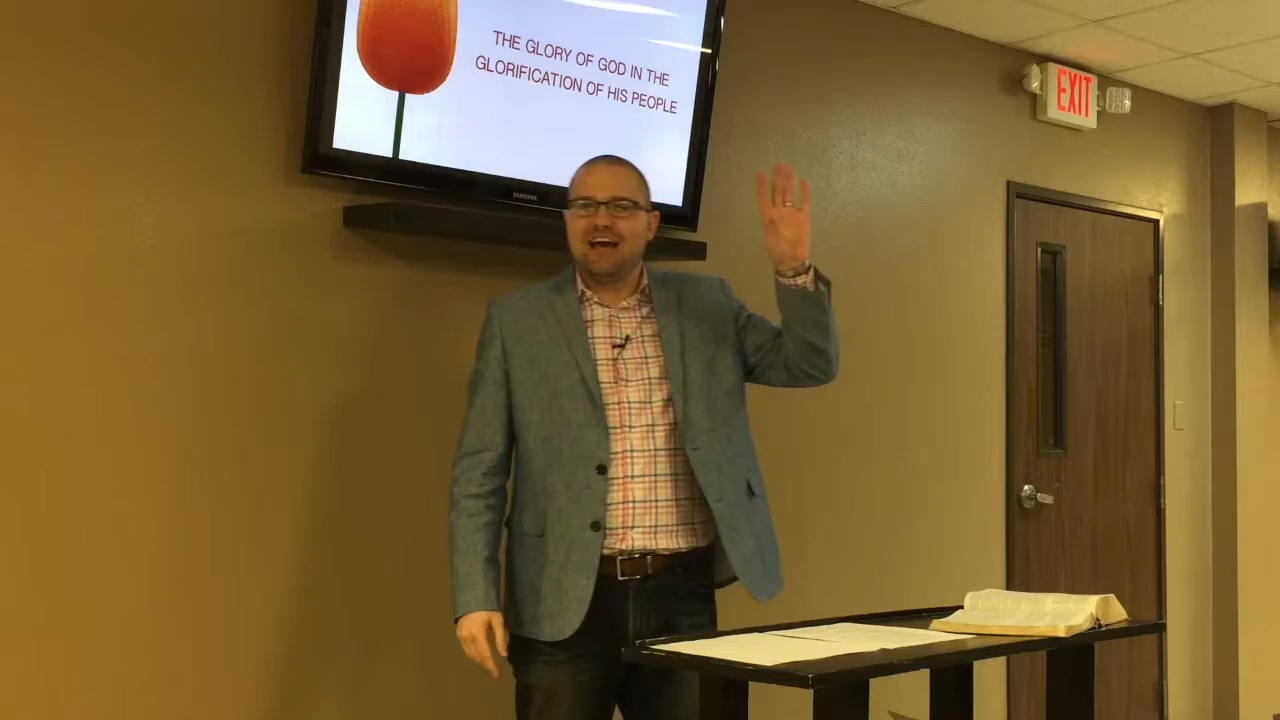 THE GLORY OF GOD IN THE
GLORIFICATION OF HIS PEOPLE
SAMSUNG
EXIT